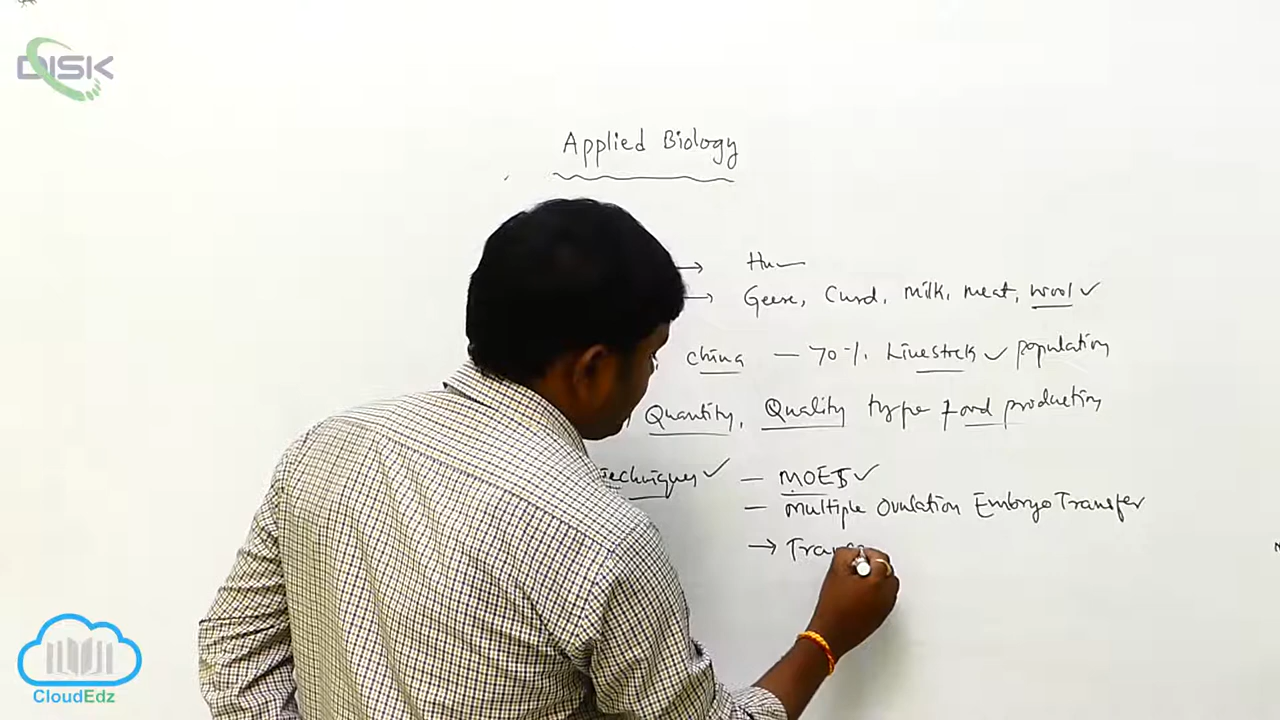 DISK
Applied Biology
→ Hu
→ Geese, Curd, Milk, meat, wool ✓
china — 70%. Livestock ✓ population
Quantity, Quality type food production
Techniques ✓ — MOET ✓
— Multiple Ovulation Embryo Transfer
→ Trans
CloudEdz